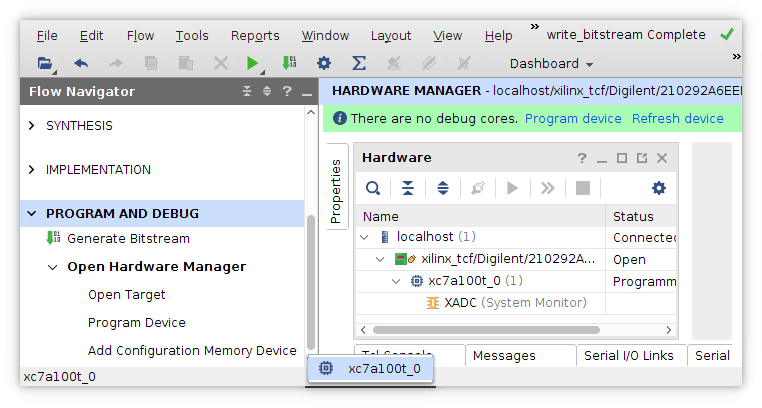 File Edit Flow Tools Reports Window Layout View Help » write_bitstream Complete
Dashboard »
Flow Navigator ? _
SYNTHESIS
IMPLEMENTATION
PROGRAM AND DEBUG
Generate Bitstream
Open Hardware Manager
Open Target
Program Device
Add Configuration Memory Device
xc7a100t_0
HARDWARE MANAGER - localhost/xilinx_tcf/Digilent/210292A6EE
There are no debug cores. Program device Refresh device
Properties
Hardware ? _
Name Status
localhost (1) Connected
xilinx_tcf/Digilent/210292A... Open
xc7a100t_0 (1) Programm
XADC (System Monitor)
Tcl Console Messages Serial I/O Links Serial
xc7a100t_0